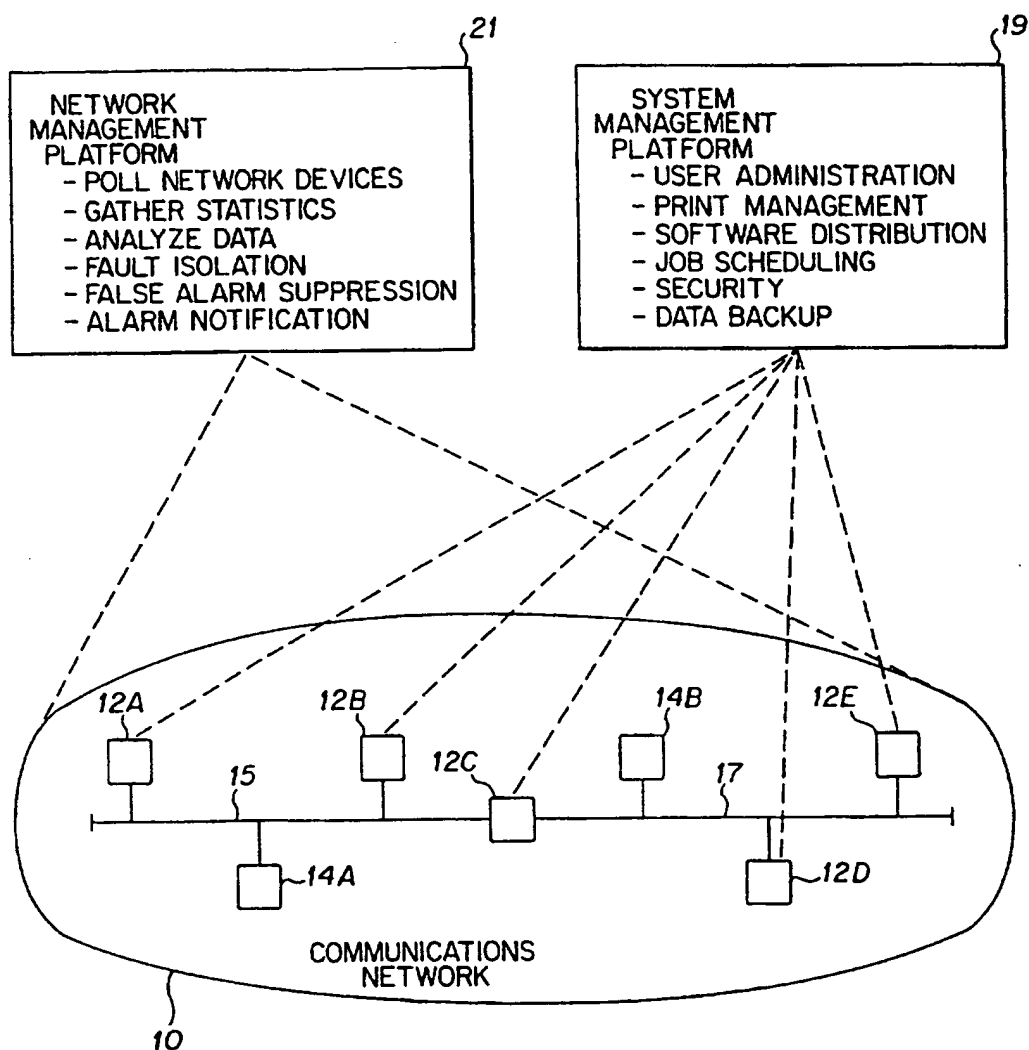 21
19
NETWORK
MANAGEMENT
PLATFORM
- POLL NETWORK DEVICES
- GATHER STATISTICS
- ANALYZE DATA
- FAULT ISOLATION
- FALSE ALARM SUPPRESSION
- ALARM NOTIFICATION
SYSTEM
MANAGEMENT
PLATFORM
- USER ADMINISTRATION
- PRINT MANAGEMENT
- SOFTWARE DISTRIBUTION
- JOB SCHEDULING
- SECURITY
- DATA BACKUP
12A
12B
14B
12E
12C
15
17
14A
12D
COMMUNICATIONS
NETWORK
10